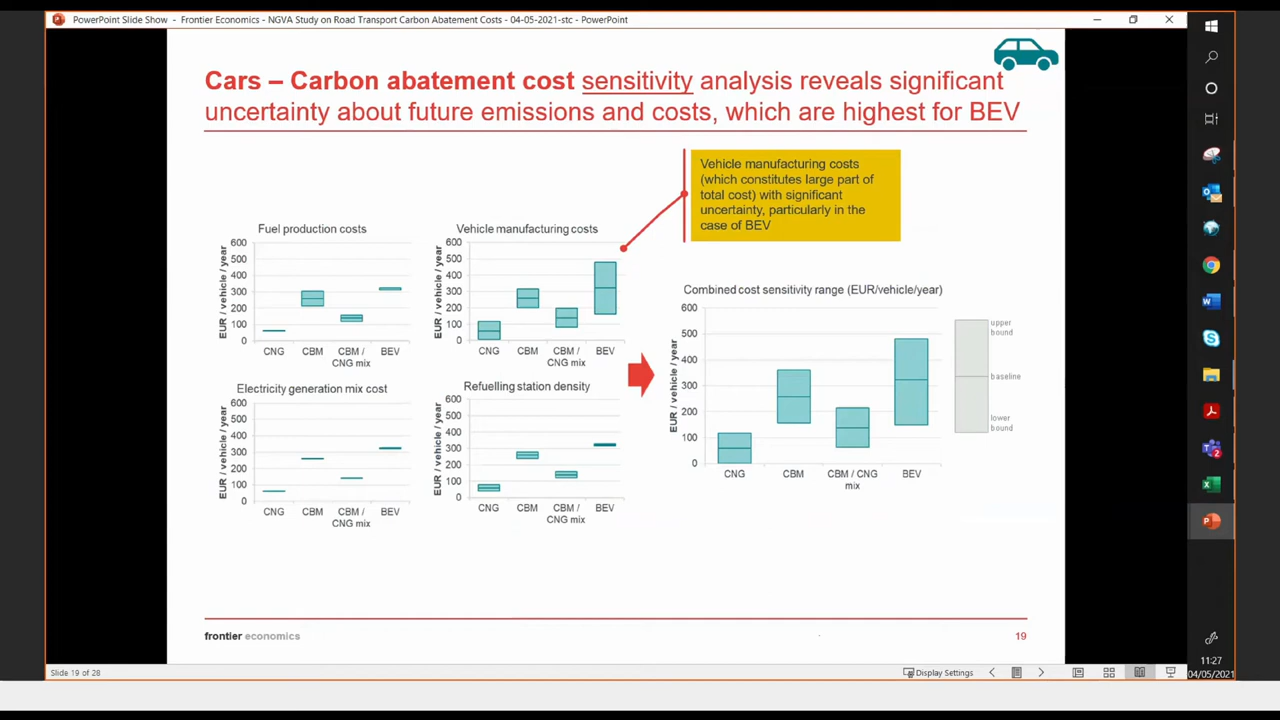 PowerPoint Slide Show - Frontier Economics - NGVA Study on Road Transport Carbon Abatement Costs - 04-05-2021-stc - PowerPoint
Cars – Carbon abatement cost sensitivity analysis reveals significant
uncertainty about future emissions and costs, which are highest for BEV
Vehicle manufacturing costs
(which constitutes large part of
total cost) with significant
uncertainty, particularly in the
case of BEV
Fuel production costs
EUR / vehicle / year
600
500
400
300
200
100
0
CNG
CBM
CBM /
CNG mix
BEV
Vehicle manufacturing costs
EUR / vehicle / year
600
500
400
300
200
100
0
CNG
CBM
CBM /
CNG mix
BEV
Electricity generation mix cost
EUR / vehicle / year
600
500
400
300
200
100
0
CNG
CBM
CBM /
CNG mix
BEV
Refuelling station density
EUR / vehicle / year
600
500
400
300
200
100
0
CNG
CBM
CBM /
CNG mix
BEV
Combined cost sensitivity range (EUR/vehicle/year)
EUR / vehicle / year
600
500
400
300
200
100
0
CNG
CBM
CBM / CNG
mix
BEV
upper
bound
baseline
lower
bound
frontier economics
19
Slide 19 of 28
Display Settings
11:27
04/05/2021